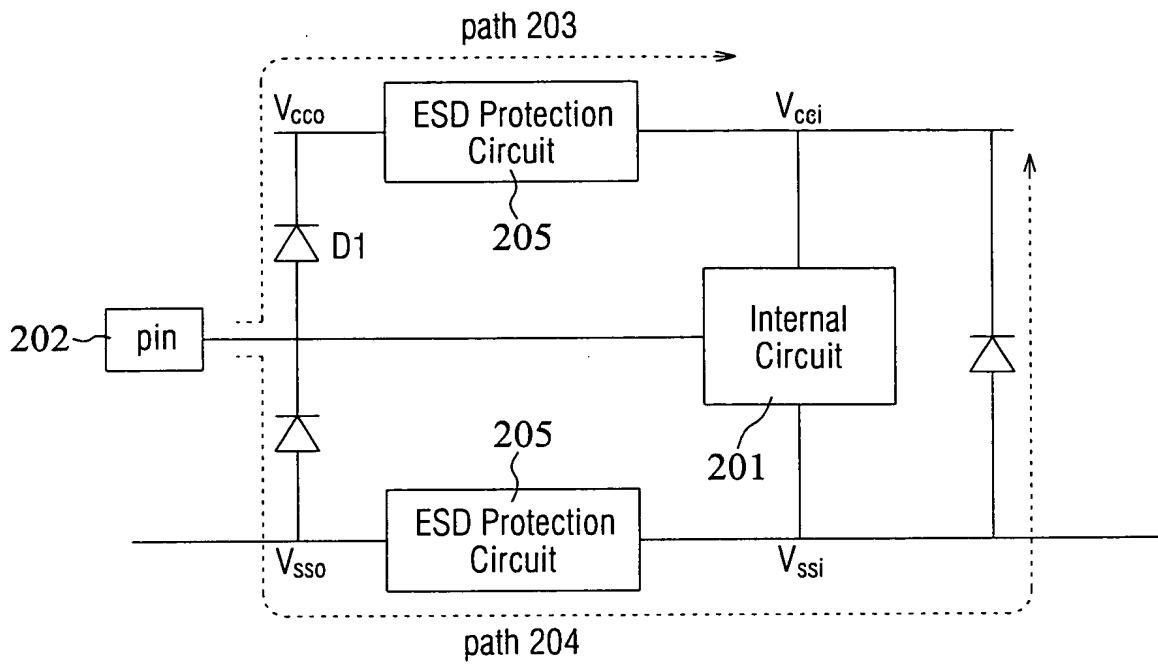 path 203
Vcco
ESD Protection
Circuit
Vcci
205
D1
202
pin
Internal
Circuit
205
201
ESD Protection
Circuit
Vsso
Vssi
path 204